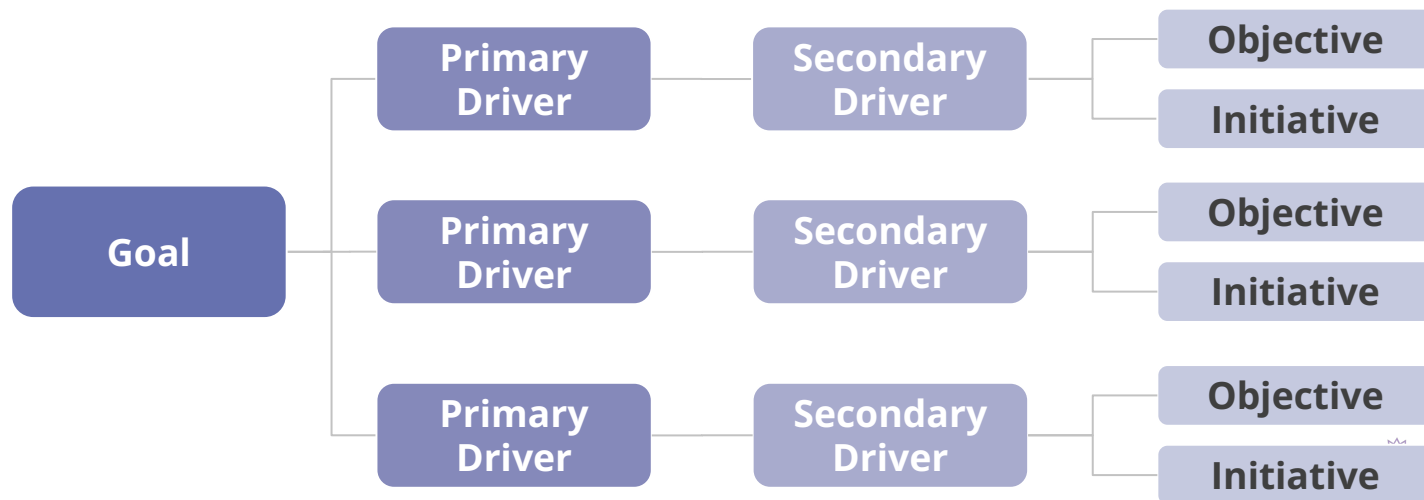 Primary
Driver
Secondary
Driver
Objective
Initiative
Goal
Primary
Driver
Secondary
Driver
Objective
Initiative
Primary
Driver
Secondary
Driver
Objective
Initiative